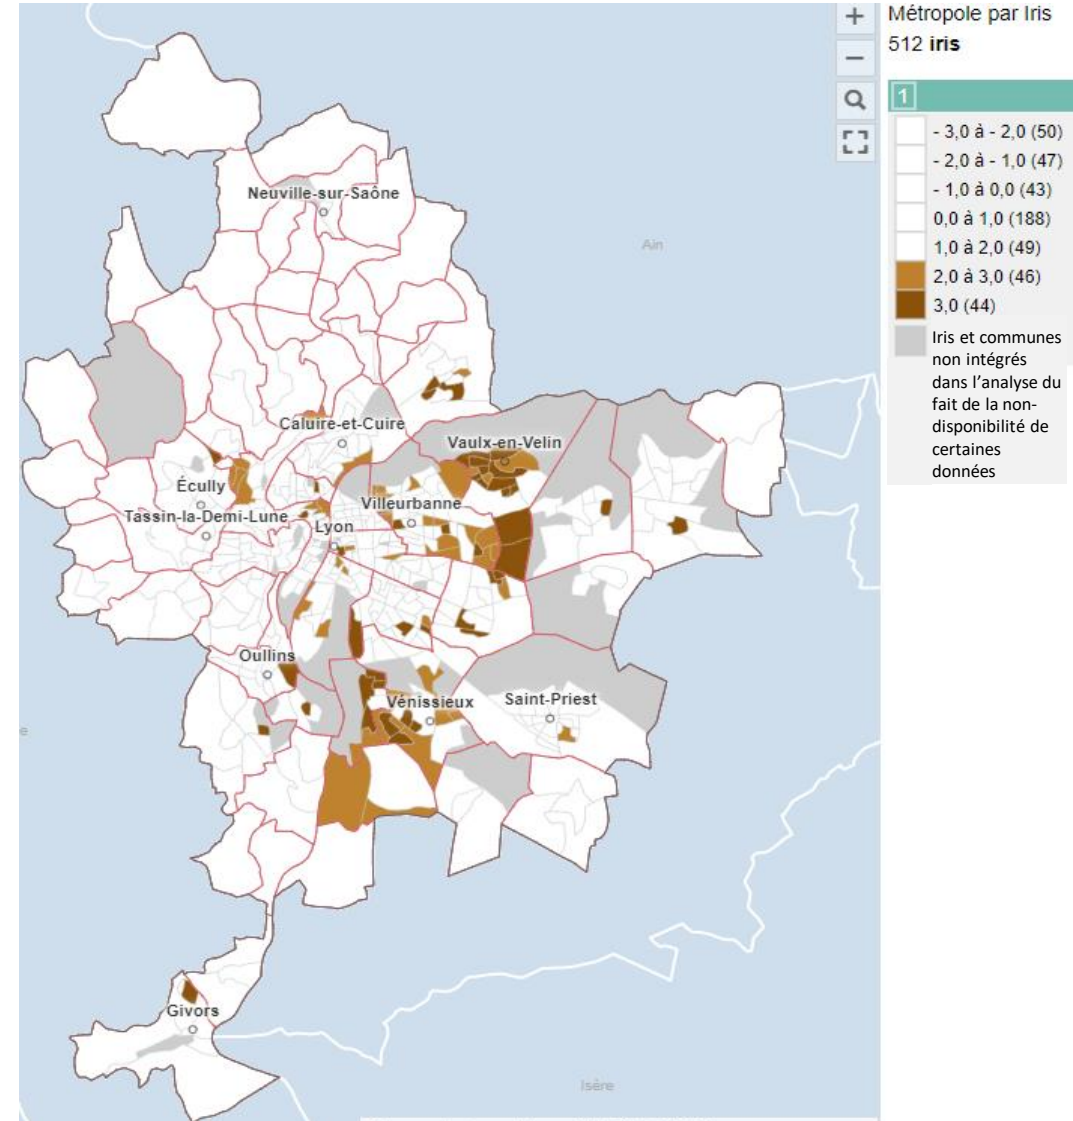 Métropole par Iris
512 iris
1
- 3,0 à - 2,0 (50)
- 2,0 à - 1,0 (47)
- 1,0 à 0,0 (43)
0,0 à 1,0 (188)
1,0 à 2,0 (49)
2,0 à 3,0 (46)
3,0 (44)
Iris et communes
non intégrés
dans l’analyse du
fait de la non-
disponibilité de
certaines
données
Neuville-sur-Saône
Ain
Caluire-et-Cuire
Vaulx-en-Velin
Écully
Villeurbanne
Tassin-la-Demi-Lune
Lyon
Oullins
Vénissieux
Saint-Priest
e
Givors
Isère